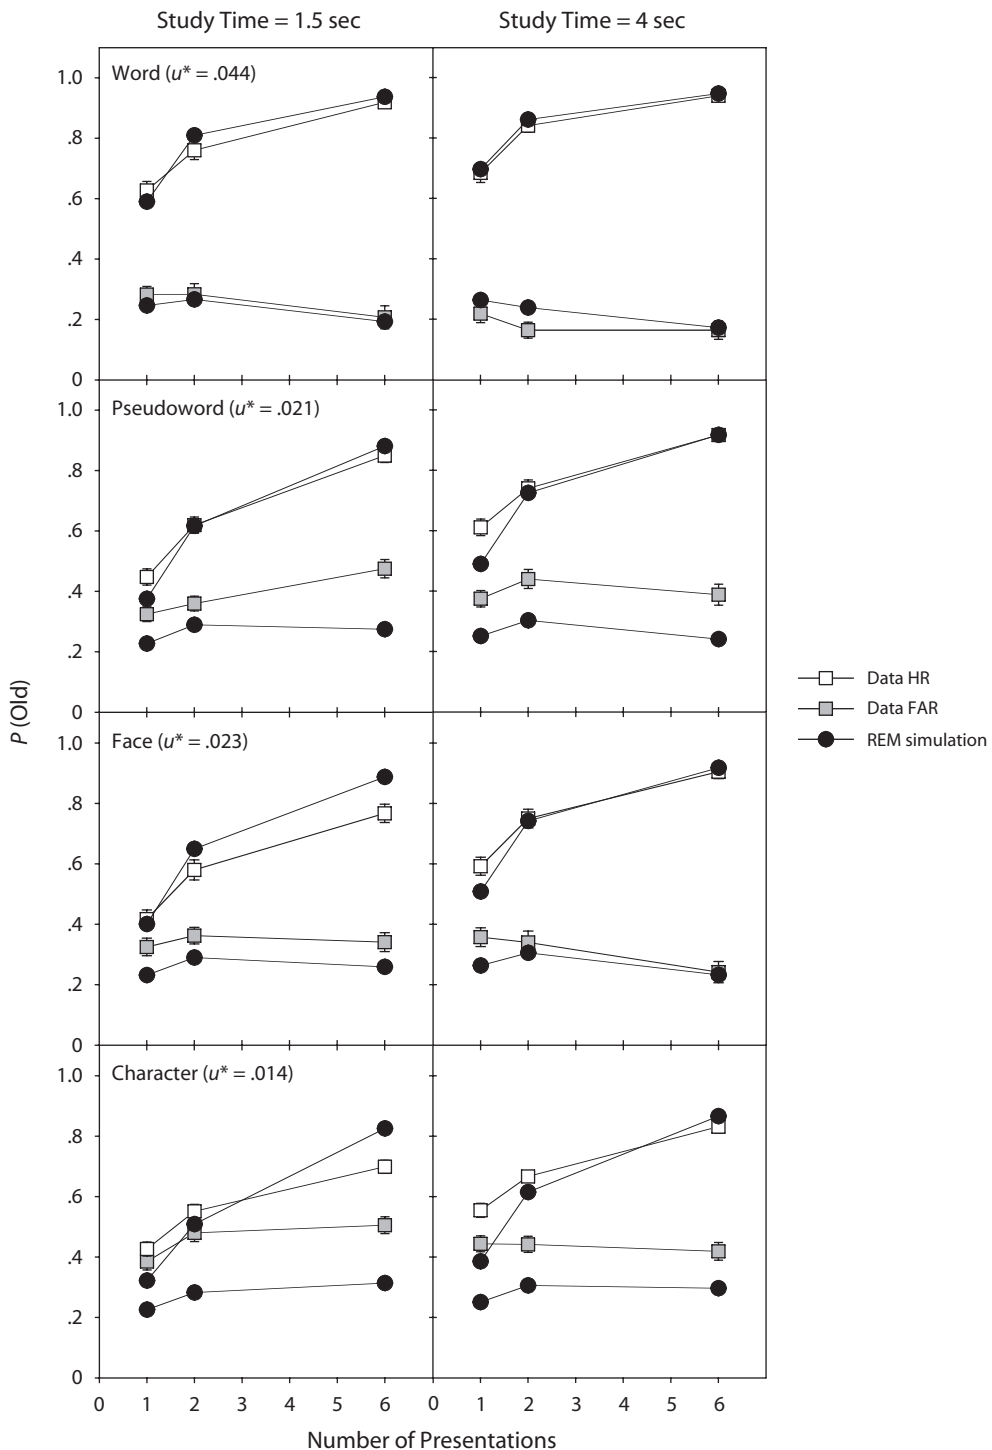 Study Time = 1.5 sec
Study Time = 4 sec
Word (u* = .044)
1.0
.8
.6
.4
.2
0
Pseudoword (u* = .021)
1.0
.8
.6
.4
.2
0
Face (u* = .023)
1.0
.8
.6
.4
.2
0
Character (u* = .014)
1.0
.8
.6
.4
.2
0
P (Old)
0 1 2 3 4 5 6
0 1 2 3 4 5 6
Number of Presentations
Data HR
Data FAR
REM simulation